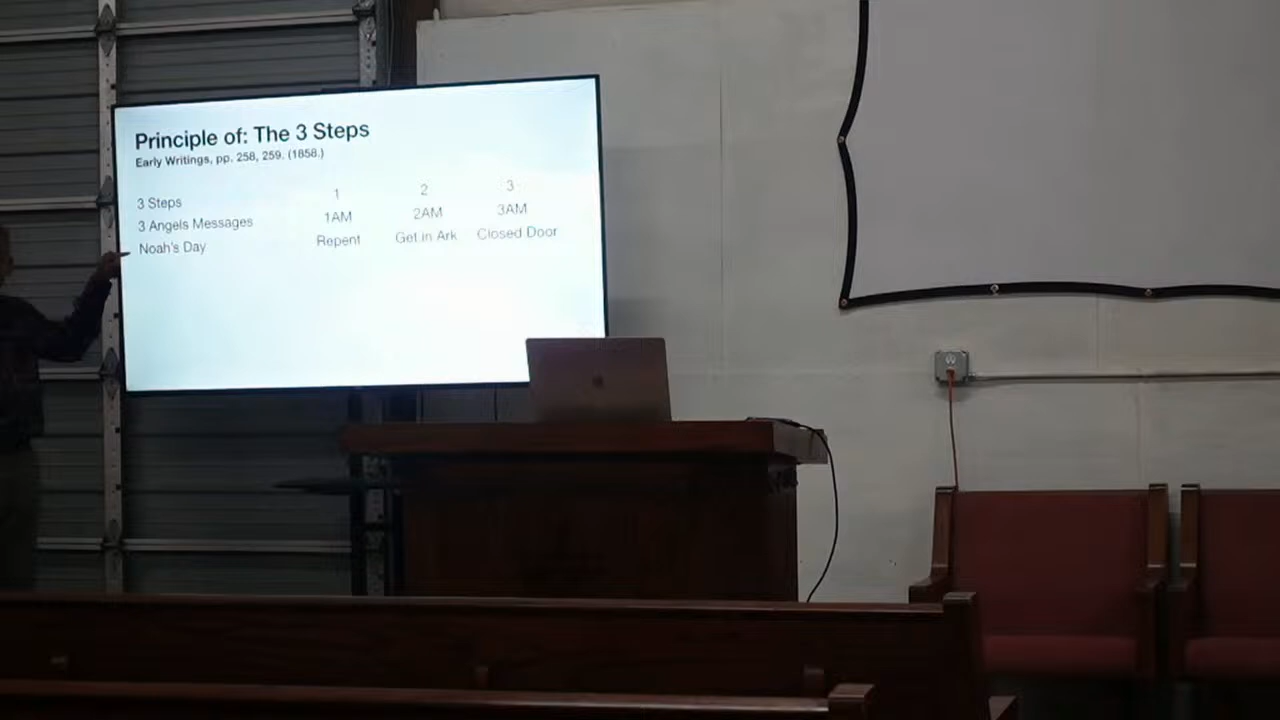 Principle of: The 3 Steps
Early Writings, pp. 258, 259. (1858.)
3 Steps 1 2 3
3 Angels Messages 1AM 2AM 3AM
Noah's Day Repent Get in Ark Closed Door